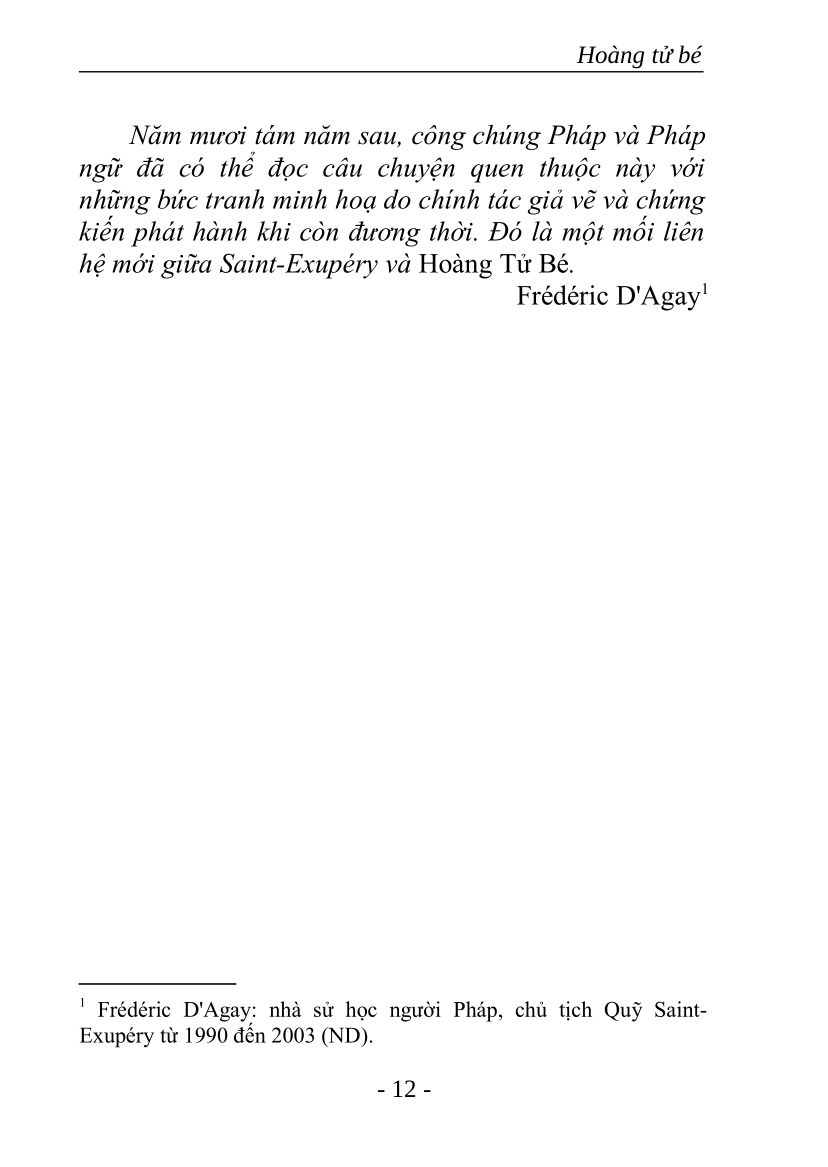 Hoàng tử bé
Năm mươi tám năm sau, công chúng Pháp và Pháp
ngữ đã có thể đọc câu chuyện quen thuộc này với
những bức tranh minh hoạ do chính tác giả vẽ và chứng
kiến phát hành khi còn đương thời. Đó là một mối liên
hệ mới giữa Saint-Exupéry và Hoàng Tử Bé.
Frédéric D'Agay1
1 Frédéric D'Agay: nhà sử học người Pháp, chủ tịch Quỹ Saint-
Exupéry từ 1990 đến 2003 (ND).
- 12 -